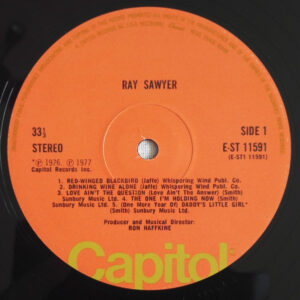 RAY SAWYER
33⅓
STEREO
SIDE 1
E-ST 11591
(E-ST1 11591)
℗ 1976 © 1977
Capitol Records Inc.
1. RED-WINGED BLACKBIRD (Jaffe) Whispering Wind Publ. Co.
2. DRINKING WINE ALONE (Jaffe) Whispering Wind Publ. Co.
3. LOVE AIN'T THE QUESTION (Love Ain't The Answer) (Smith)
Sunbury Music Ltd. 4. THE ONE I'M HOLDING NOW (Smith)
Sunbury Music Ltd. 5. (One More Year Of) DADDY'S LITTLE GIRL
(Smith) Sunbury Music Ltd.
Producer and Musical Director:
RON HAFFKINE
Capitol